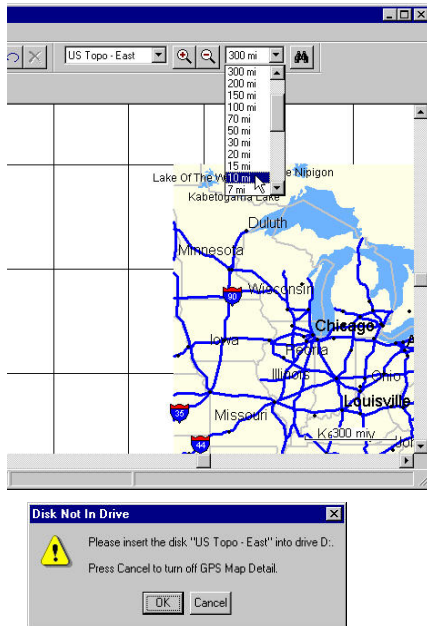 US Topo - East 300 mi
300 mi
200 mi
150 mi
100 mi
70 mi
50 mi
30 mi
20 mi
15 mi
10 mi
7 mi
Lake Of The Nipigon
Lake
Duluth
Minnesota
90 Wisconsin
Chicago
Iowa Peoria
Illinois Ohio
Louisville
35 Missouri
300 mi
44
Disk Not In Drive
Please insert the disk "US Topo - East" into drive D:.
Press Cancel to turn off GPS Map Detail.
OK Cancel